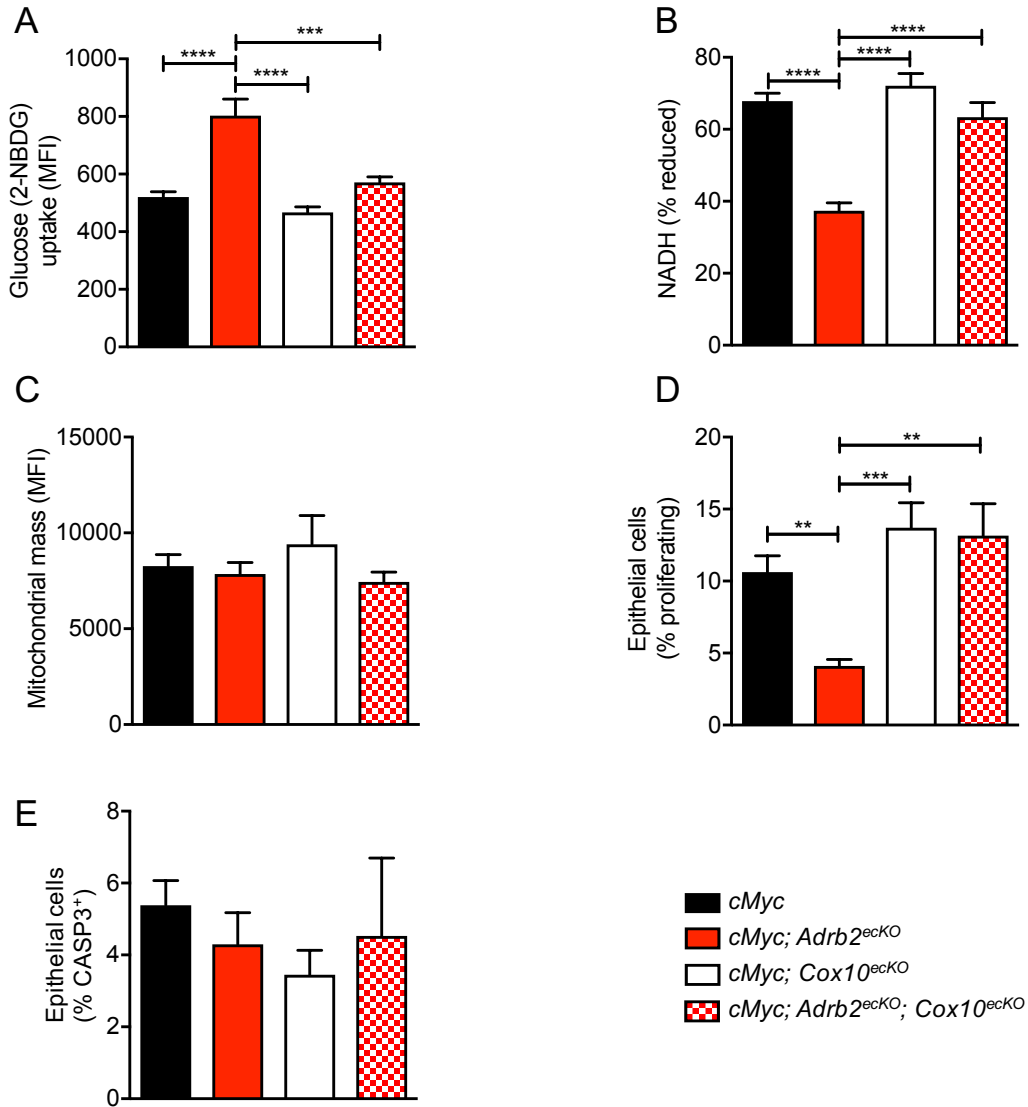 A
Glucose (2-NBDG)
uptake (MFI)
1000
800
600
400
200
0
****
***
****
B
NADH (% reduced)
80
60
40
20
0
****
****
****
C
Mitochondrial mass (MFI)
15000
10000
5000
0
D
Epithelial cells
(% proliferating)
20
15
10
5
0
**
***
**
E
Epithelial cells
(% CASP3⁺)
8
6
4
2
0
cMyc
cMyc; Adrb2ᵉᶜᴷᴼ
cMyc; Cox10ᵉᶜᴷᴼ
cMyc; Adrb2ᵉᶜᴷᴼ; Cox10ᵉᶜᴷᴼ